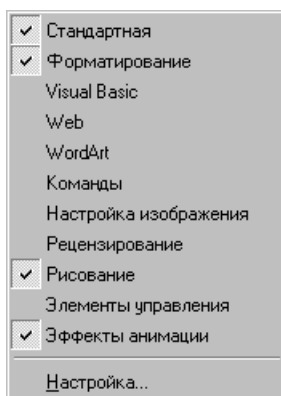 Стандартная
Форматирование
Visual Basic
Web
WordArt
Команды
Настройка изображения
Рецензирование
Рисование
Элементы управления
Эффекты анимации
Настройка...